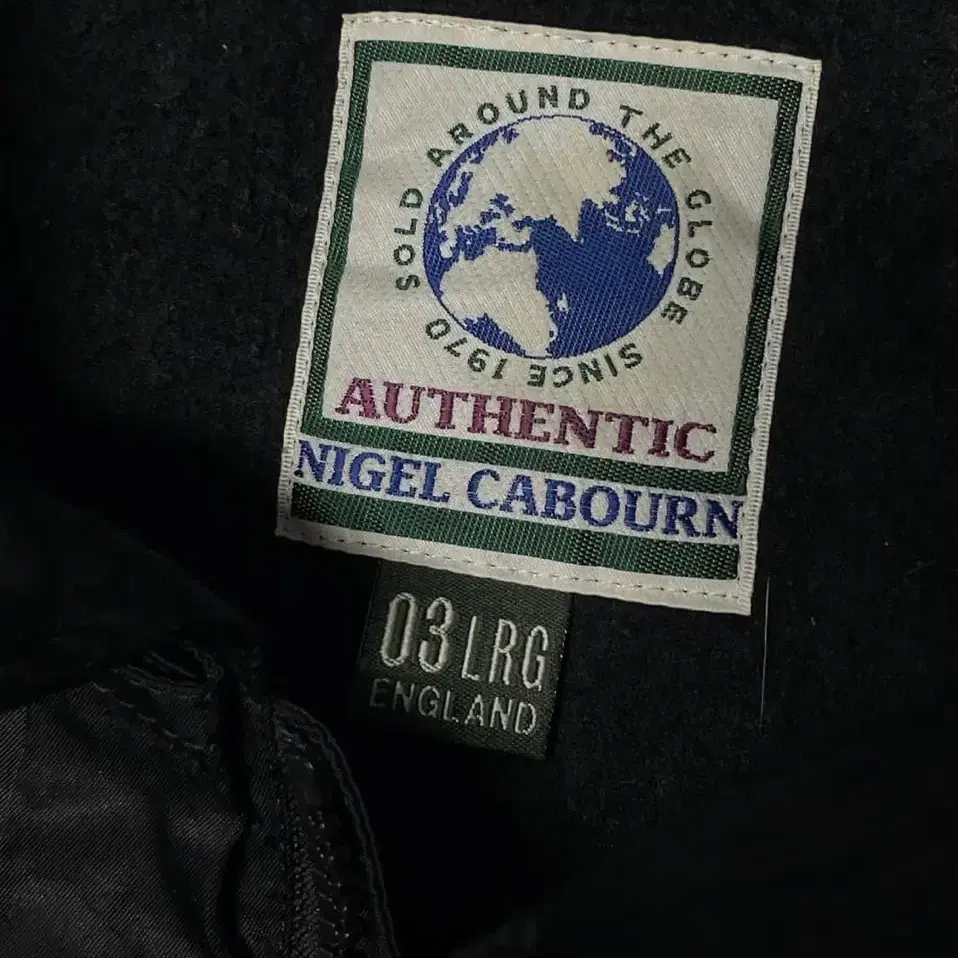 SOLD AROUND THE GLOBE SINCE 1970
AUTHENTIC
NIGEL CABOURN
03 LRG
ENGLAND